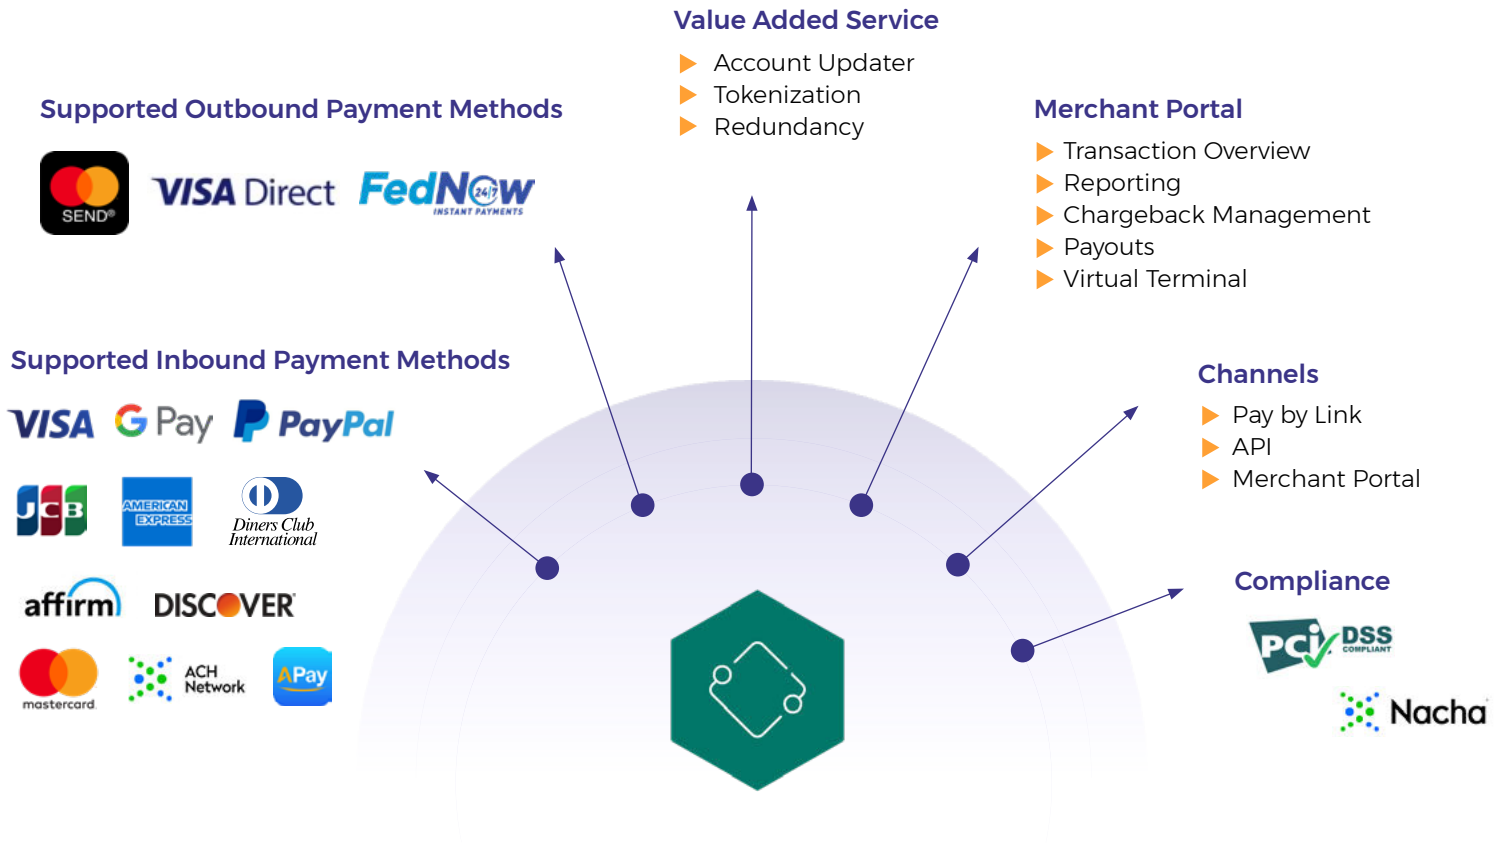 Value Added Service
Account Updater
Tokenization
Redundancy
Supported Outbound Payment Methods
SEND®
VISA Direct
FedNow
24/7
INSTANT PAYMENTS
Merchant Portal
Transaction Overview
Reporting
Chargeback Management
Payouts
Virtual Terminal
Supported Inbound Payment Methods
VISA
G Pay
PayPal
JCB
AMERICAN
EXPRESS
Diners Club
International
affirm
DISCOVER
mastercard.
ACH
Network
APay
Channels
Pay by Link
API
Merchant Portal
Compliance
PCi
DSS
COMPLIANT
Nacha